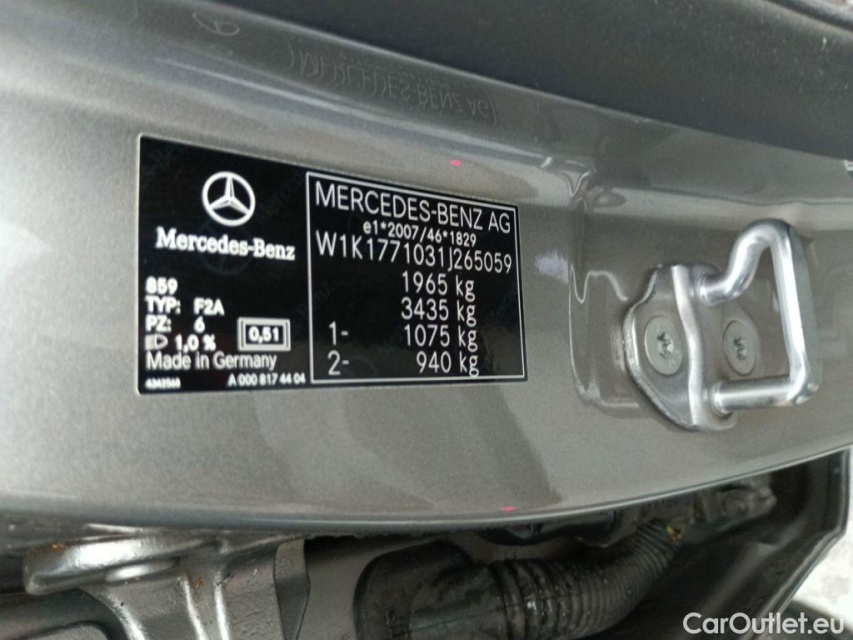 Mercedes-Benz
859
TYP: F2A
PZ: 6
1,0 % 0,51
Made in Germany
4342568 A 000 817 44 04
MERCEDES-BENZ AG
e1*2007/46*1829
W1K1771031J265059
1965 kg
3435 kg
1- 1075 kg
2- 940 kg
CarOutlet.eu